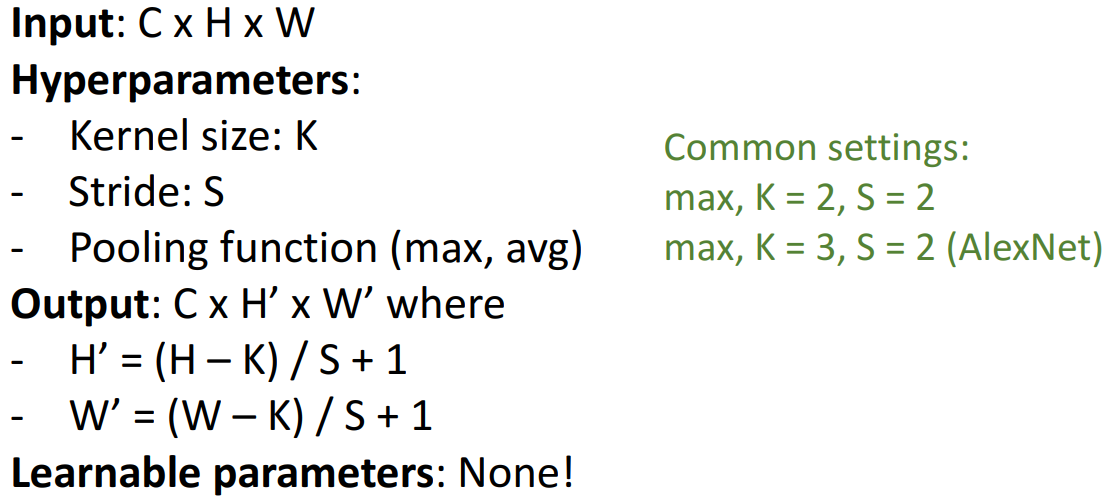 Input: C x H x W
Hyperparameters:
- Kernel size: K
- Stride: S
- Pooling function (max, avg)
Output: C x H’ x W’ where
- H’ = (H – K) / S + 1
- W’ = (W – K) / S + 1
Learnable parameters: None!
Common settings:
max, K = 2, S = 2
max, K = 3, S = 2 (AlexNet)